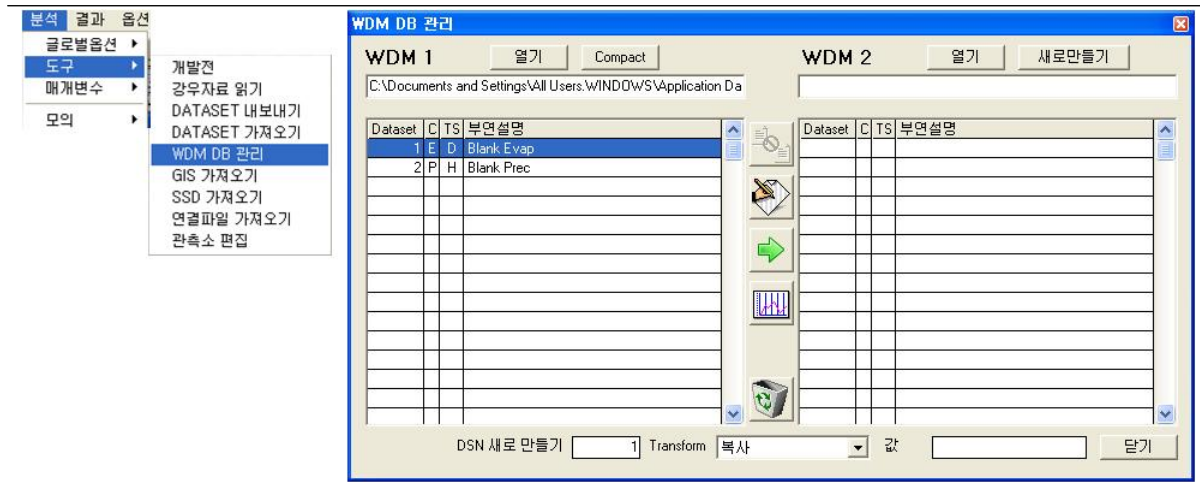 분석 결과 옵션
글로벌옵션
도구
매개변수
모의
개발전
강우자료 읽기
DATASET 내보내기
DATASET 가져오기
WDM DB 관리
GIS 가져오기
SSD 가져오기
연결파일 가져오기
관측소 편집
WDM DB 관리
WDM 1 열기 Compact
C:\Documents and Settings\All Users.WINDOWS\Application Da
Dataset C TS 부연설명
1 E D Blank Evap
2 P H Blank Prec
WDM 2 열기 새로만들기
Dataset C TS 부연설명
DSN 새로 만들기 1 Transform 복사 값 닫기